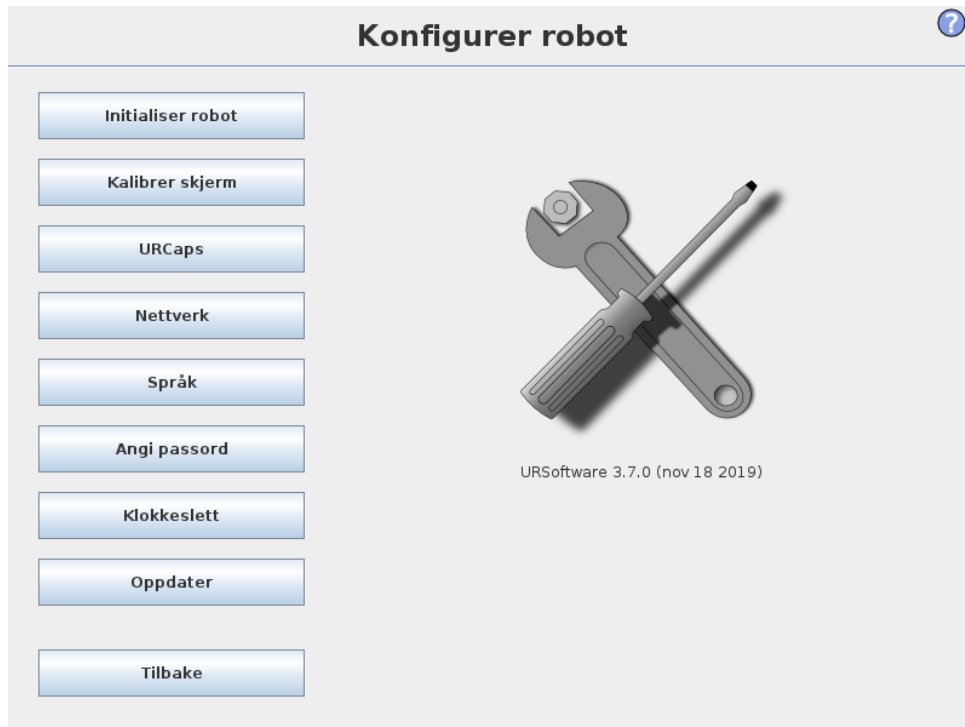 Konfigurer robot
?
Initialiser robot
Kalibrer skjerm
URCaps
Nettverk
Språk
Angi passord
Klokkeslett
Oppdater
Tilbake
URSoftware 3.7.0 (nov 18 2019)